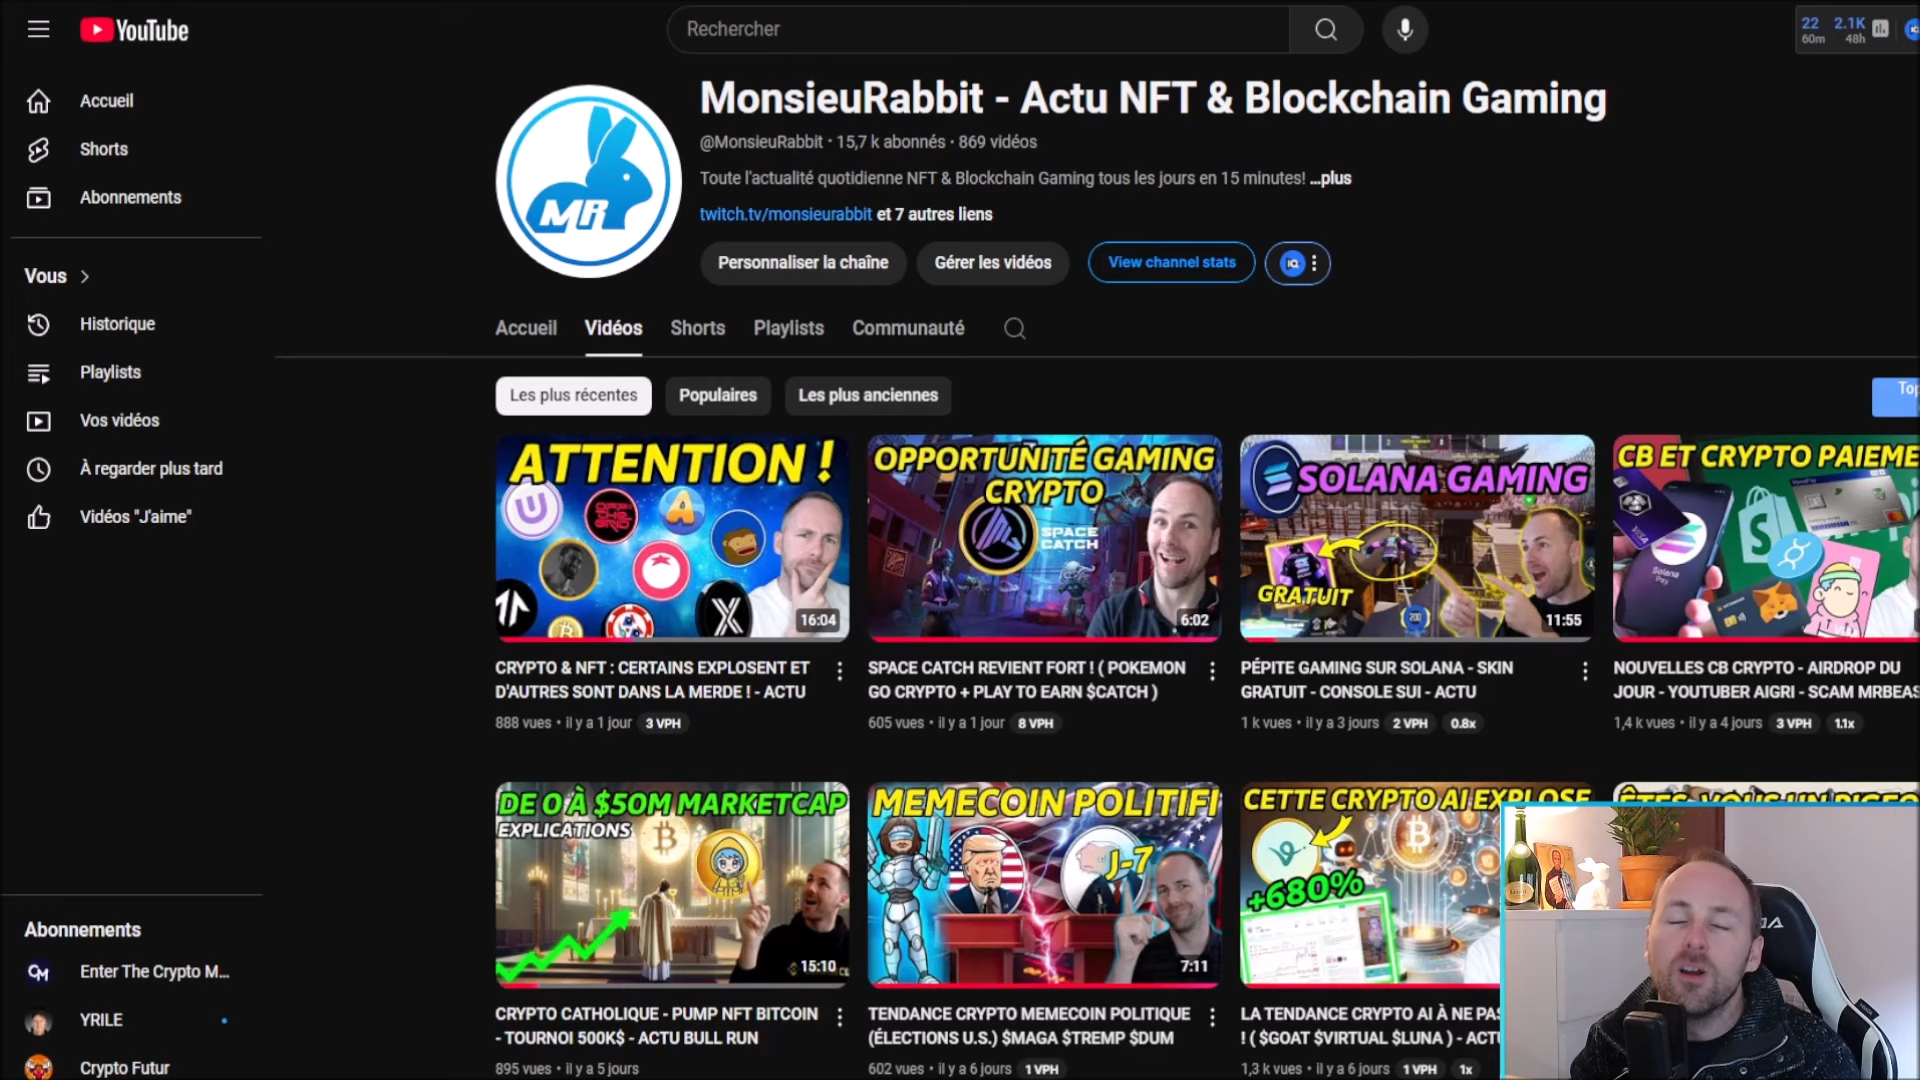 YouTube
Rechercher
22
60m
2.1K
48h
Accueil
Shorts
Abonnements
Vous
Historique
Playlists
Vos vidéos
À regarder plus tard
Vidéos "J'aime"
Abonnements
Enter The Crypto M...
YRILE
Crypto Futur
MR
MonsieuRabbit - Actu NFT & Blockchain Gaming
@MonsieuRabbit · 15,7 k abonnés · 869 vidéos
Toute l'actualité quotidienne NFT & Blockchain Gaming tous les jours en 15 minutes! ...plus
twitch.tv/monsieurabbit et 7 autres liens
Personnaliser la chaîne
Gérer les vidéos
View channel stats
Accueil
Vidéos
Shorts
Playlists
Communauté
Les plus récentes
Populaires
Les plus anciennes
ATTENTION !
16:04
CRYPTO & NFT : CERTAINS EXPLOSENT ET
D'AUTRES SONT DANS LA MERDE ! - ACTU
888 vues · il y a 1 jour 3 VPH
OPPORTUNITÉ GAMING
CRYPTO
SPACE
CATCH
6:02
SPACE CATCH REVIENT FORT ! ( POKEMON
GO CRYPTO + PLAY TO EARN $CATCH )
605 vues · il y a 1 jour 8 VPH
SOLANA GAMING
GRATUIT
200
11:55
PÉPITE GAMING SUR SOLANA - SKIN
GRATUIT - CONSOLE SUI - ACTU
1 k vues · il y a 3 jours 2 VPH 0.8x
CB ET CRYPTO PAIEME
Solana
Pay
NOUVELLES CB CRYPTO - AIRDROP DU
JOUR - YOUTUBER AIGRI - SCAM MRBEAS
1,4 k vues · il y a 4 jours 3 VPH 1.1x
DE 0 À $50M MARKETCAP
EXPLICATIONS
15:10
CRYPTO CATHOLIQUE - PUMP NFT BITCOIN
- TOURNOI 500K$ - ACTU BULL RUN
895 vues · il y a 5 jours
MEMECOIN POLITIFI
J-7
7:11
TENDANCE CRYPTO MEMECOIN POLITIQUE
(ÉLECTIONS U.S.) $MAGA $TREMP $DUM
602 vues · il y a 6 jours 1 VPH
CETTE CRYPTO AI EXPLOSE
+680%
LA TENDANCE CRYPTO AI À NE PAS
! ( $GOAT $VIRTUAL $LUNA ) - ACTU
1,3 k vues · il y a 6 jours 1 VPH 1x